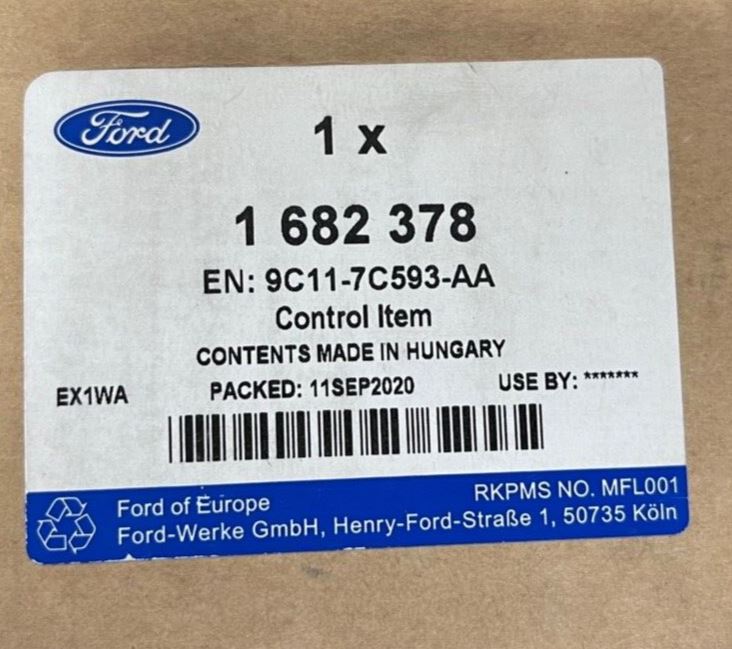 Ford
1 x
1 682 378
EN: 9C11-7C593-AA
Control Item
CONTENTS MADE IN HUNGARY
EX1WA PACKED: 11SEP2020 USE BY: *******
Ford of Europe RKPMS NO. MFL001
Ford-Werke GmbH, Henry-Ford-Straße 1, 50735 Köln